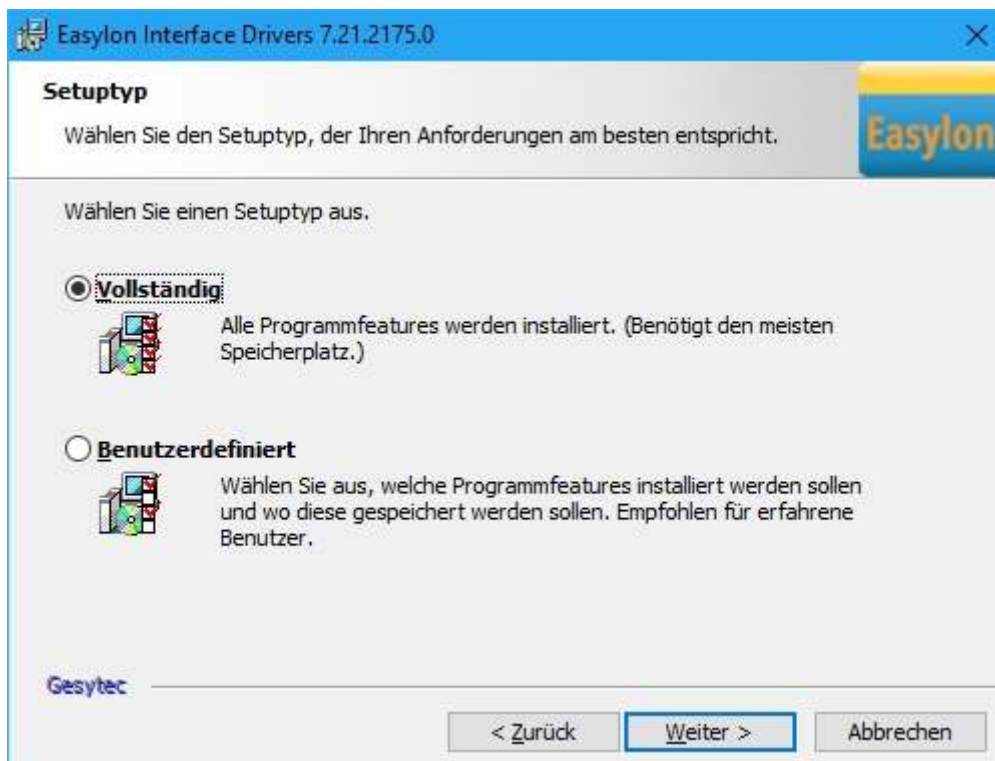 Easylon Interface Drivers 7.21.2175.0
Setuptyp
Wählen Sie den Setuptyp, der Ihren Anforderungen am besten entspricht.
Easylon
Wählen Sie einen Setuptyp aus.
Vollständig
Alle Programmfeatures werden installiert. (Benötigt den meisten
Speicherplatz.)
Benutzerdefiniert
Wählen Sie aus, welche Programmfeatures installiert werden sollen
und wo diese gespeichert werden sollen. Empfohlen für erfahrene
Benutzer.
Gesytec
< Zurück Weiter > Abbrechen